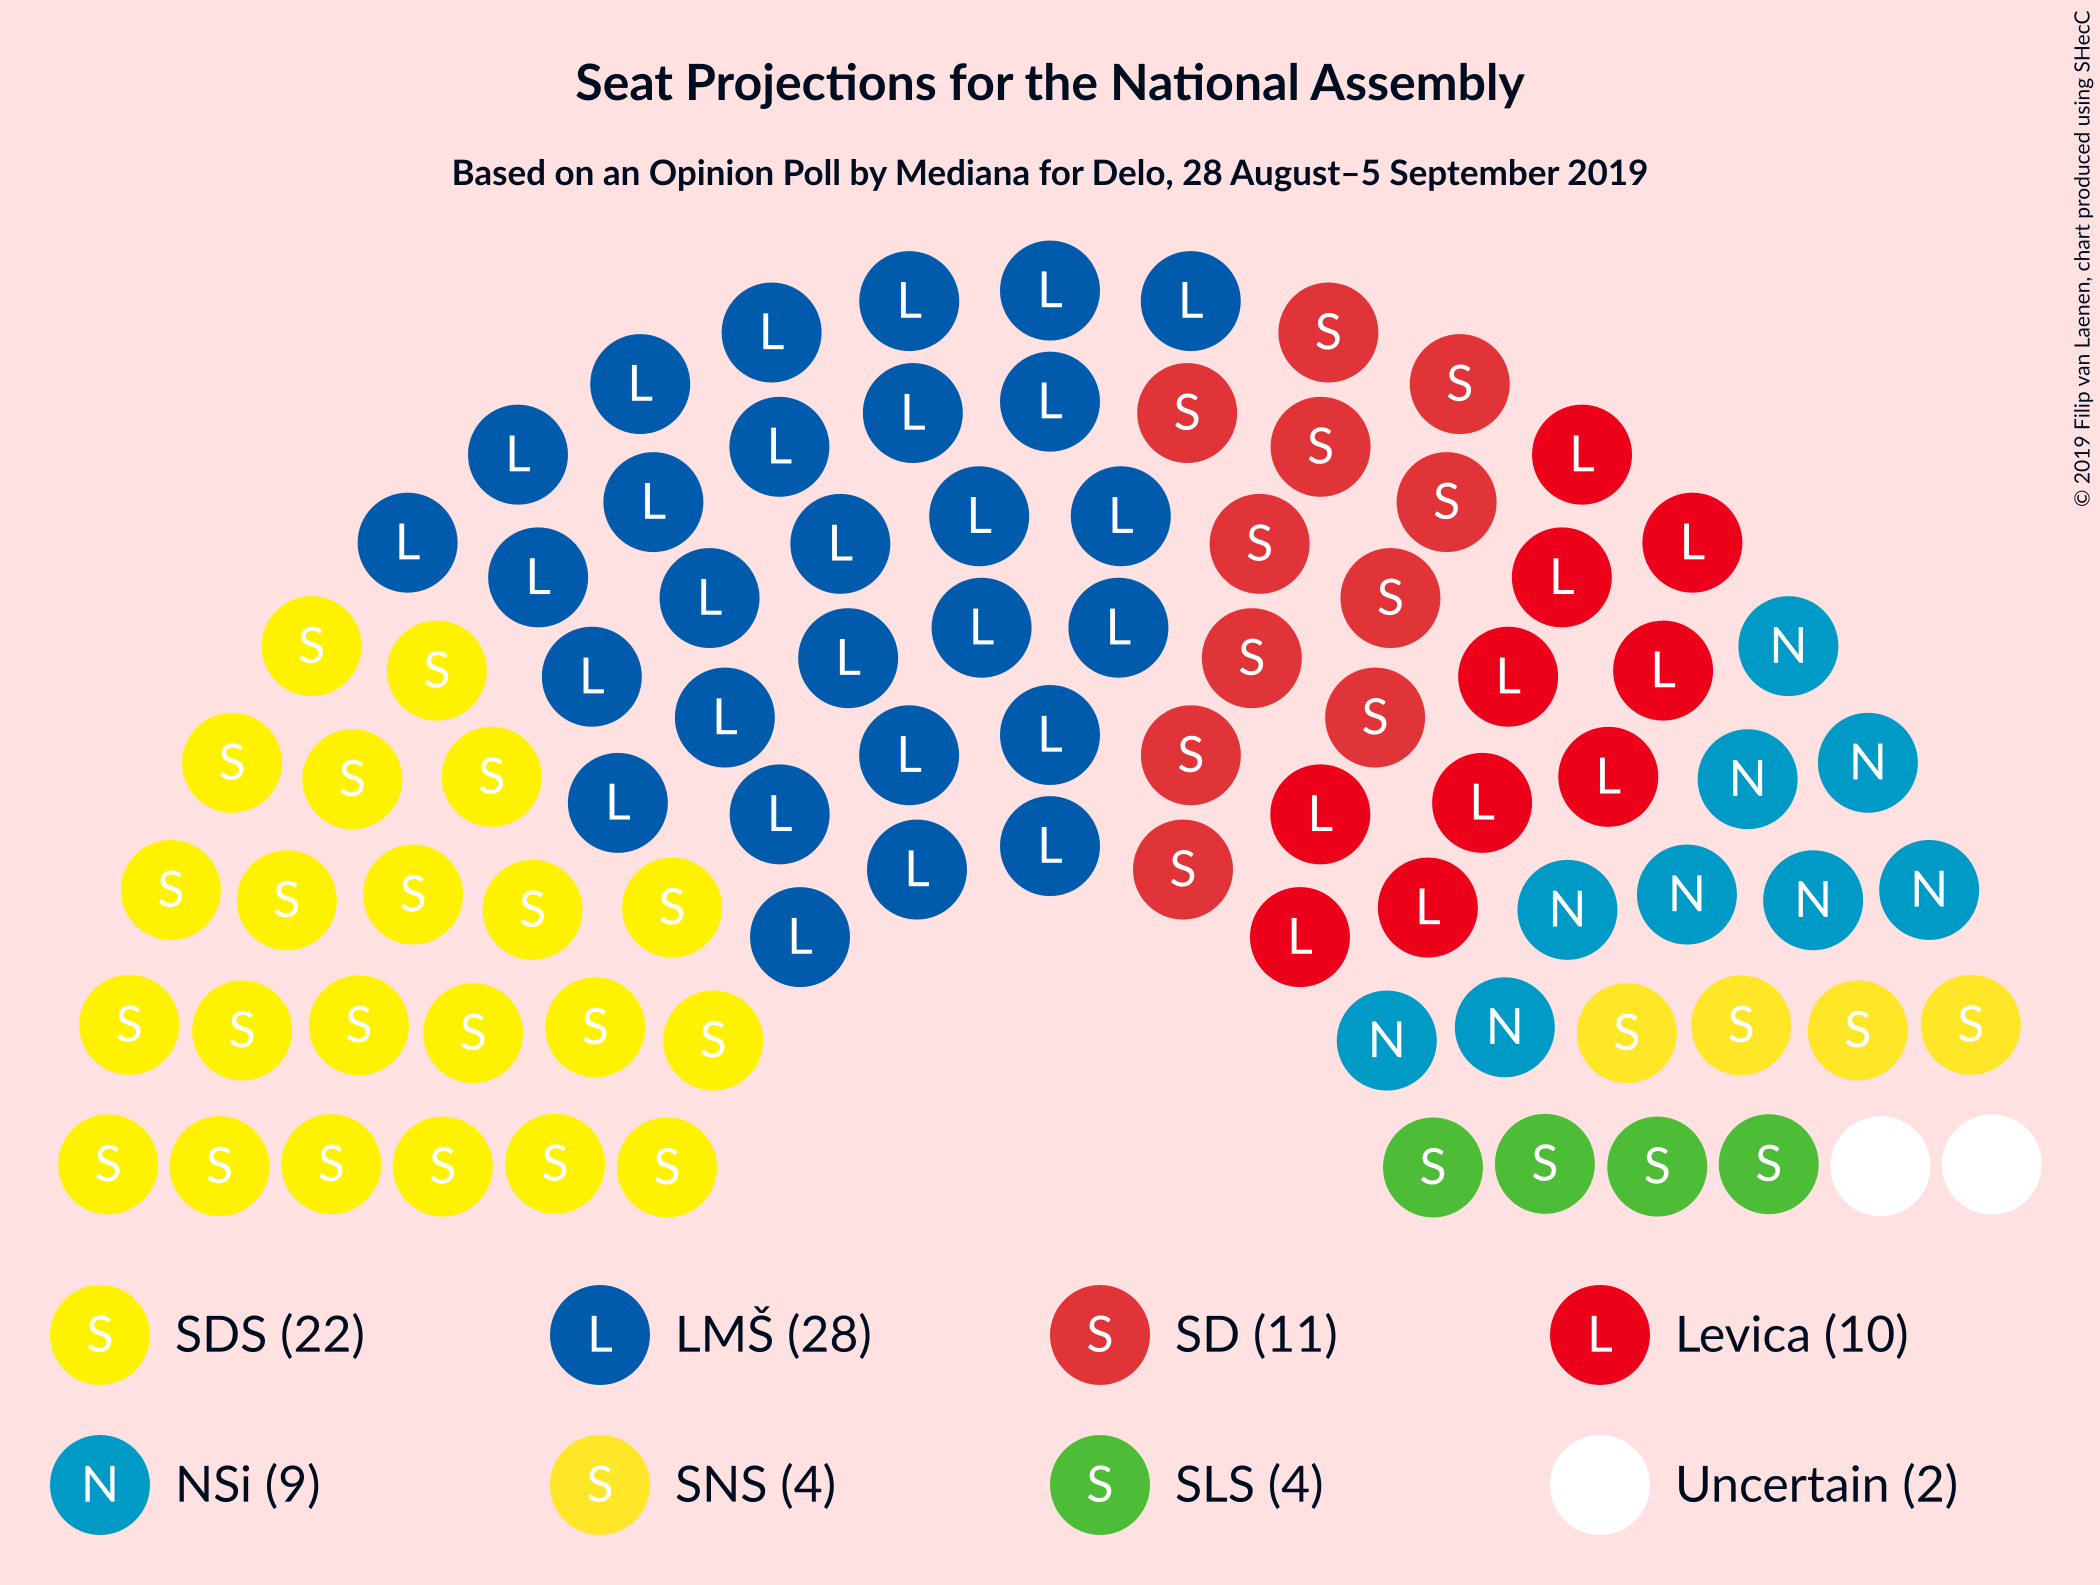 Seat Projections for the National Assembly
Based on an Opinion Poll by Mediana for Delo, 28 August–5 September 2019
© 2019 Filip van Laenen, chart produced using SHecC
L L L
L S
L L L S S
L L S
L L L L S L
L L L S L
L L L L S L
S S L L L S S L L N
S S S L L L L S S L L L N N
S S S S S L L L S L L N N N N
S S S S S S L L N N S S S S
S S S S S S S S S S
S SDS (22) L LMŠ (28) S SD (11) L Levica (10)
N NSi (9) S SNS (4) S SLS (4) Uncertain (2)